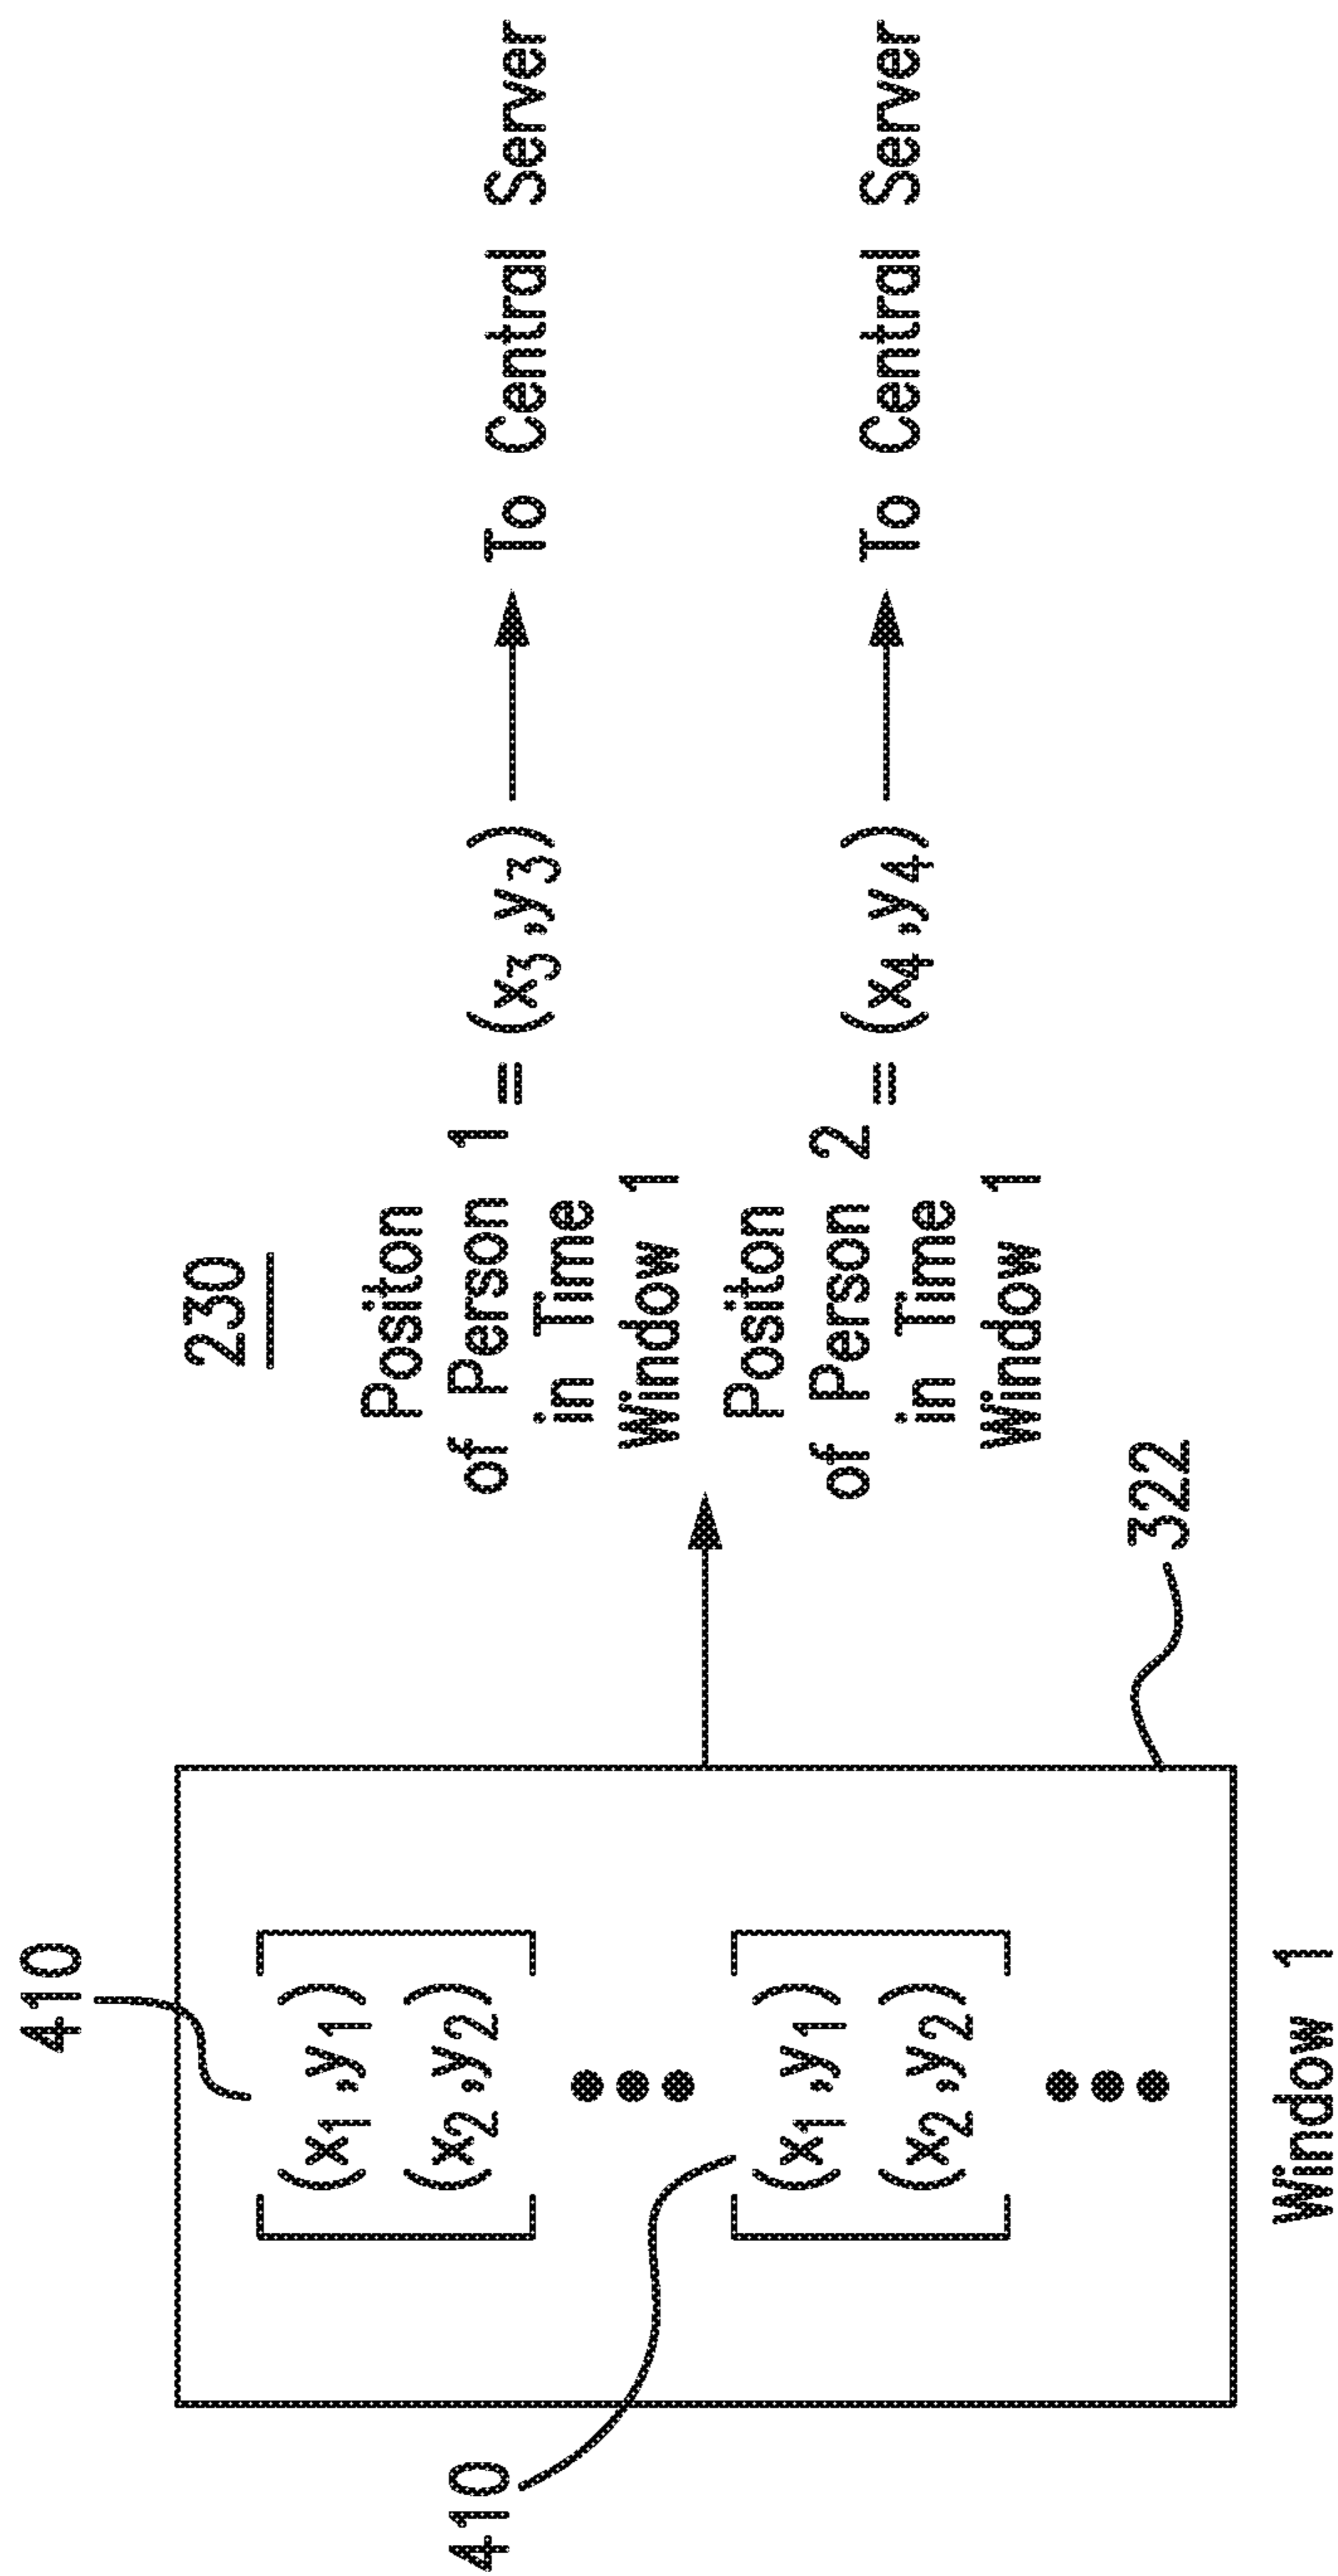 230
410
(x1,y1)
(x2,y2)
410
(x1,y1)
(x2,y2)
Window 1
322
Positon
of Person 1 = (x3,y3)
in Time
Window 1
To Central Server
Positon
of Person 2 = (x4,y4)
in Time
Window 1
To Central Server